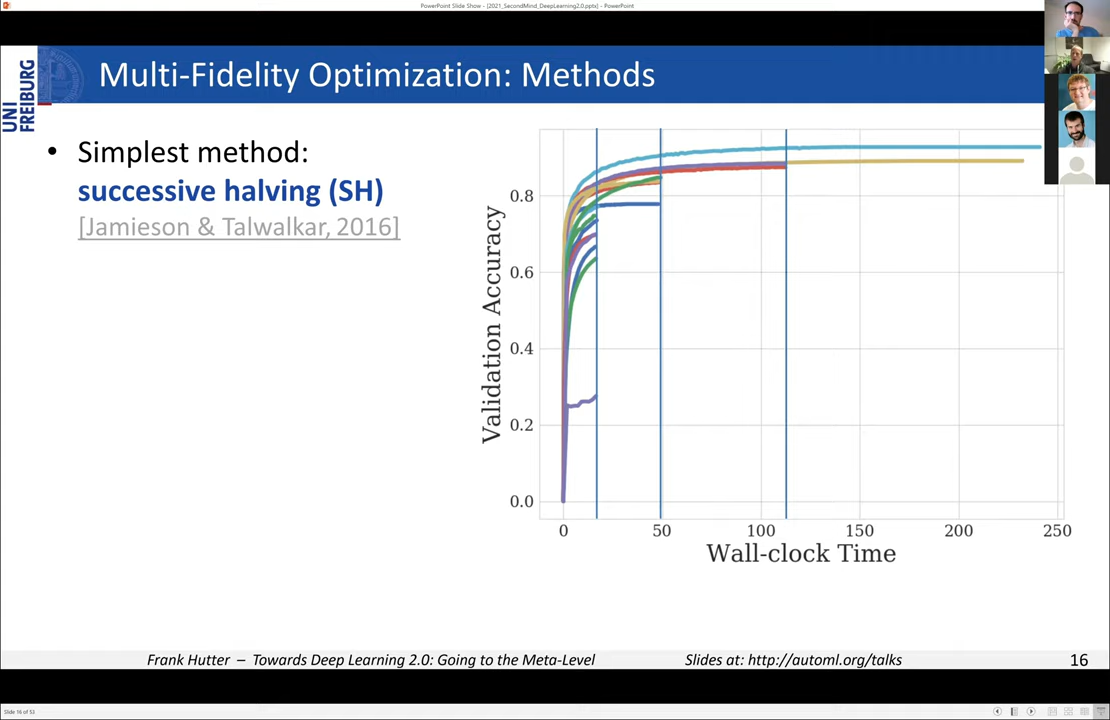 PowerPoint Slide Show - [2021_SecondMind_DeepLearning2.0.pptx] - PowerPoint
UNI
FREIBURG
Multi-Fidelity Optimization: Methods
• Simplest method:
successive halving (SH)
[Jamieson & Talwalkar, 2016]
Validation Accuracy
0.8
0.6
0.4
0.2
0.0
0 50 100 150 200 250
Wall-clock Time
Frank Hutter – Towards Deep Learning 2.0: Going to the Meta-Level Slides at: http://automl.org/talks 16
Slide 16 of 53